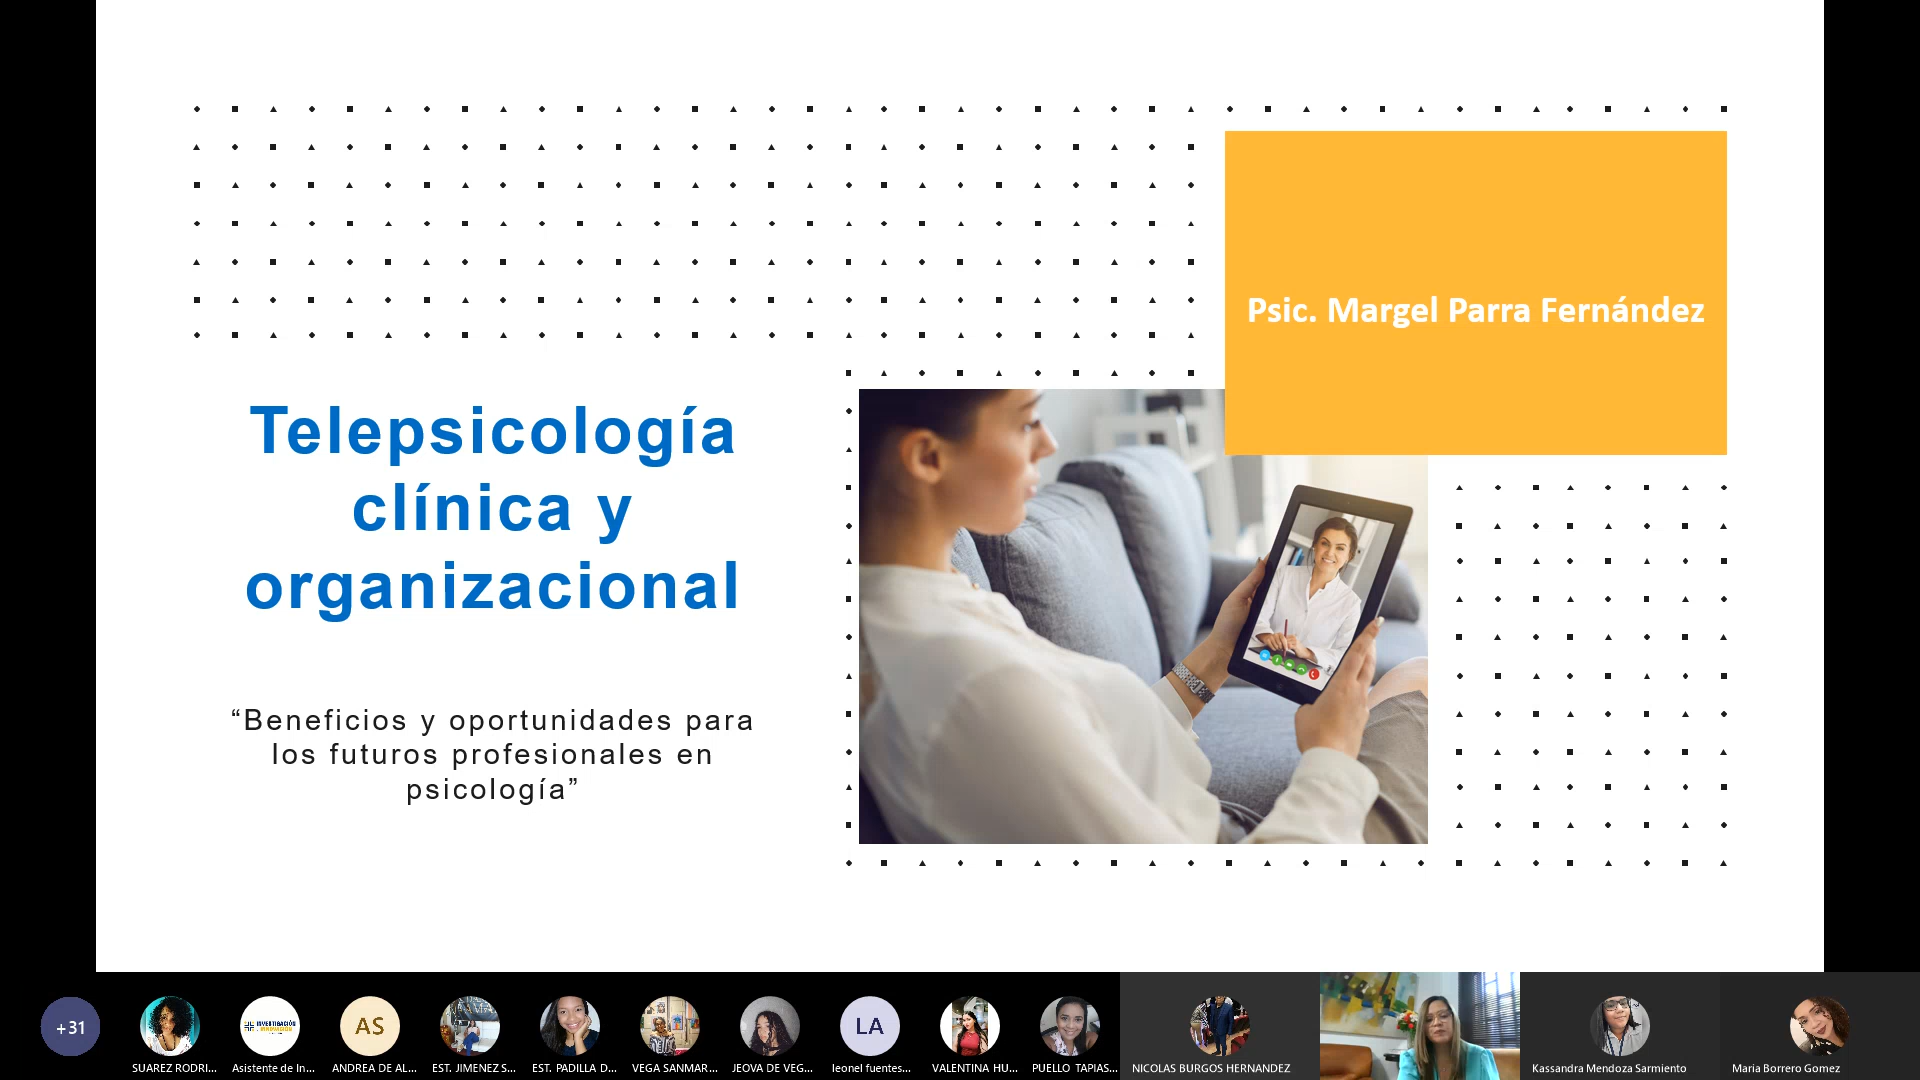 Psic. Margel Parra Fernández
Telepsicología
clínica y
organizacional
“Beneficios y oportunidades para
los futuros profesionales en
psicología”
+31
INVESTIGACIÓN
AS
LA
SUAREZ RODRI...
Asistente de In...
ANDREA DE AL...
EST. JIMENEZ S...
EST. PADILLA D...
VEGA SANMAR...
JEOVA DE VEG...
leonel fuentes...
VALENTINA HU...
PUELLO TAPIAS...
NICOLAS BURGOS HERNANDEZ
Kassandra Mendoza Sarmiento
Maria Borrero Gomez